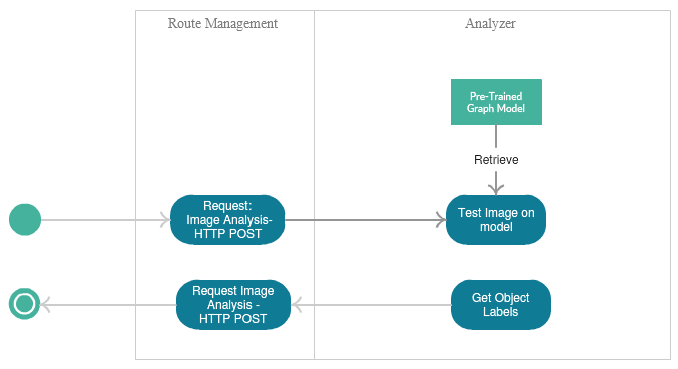 Route Management
Analyzer
Pre-Trained
Graph Model
Retrieve
Request:
Image Analysis-
HTTP POST
Test Image on
model
Request Image
Analysis -
HTTP POST
Get Object
Labels